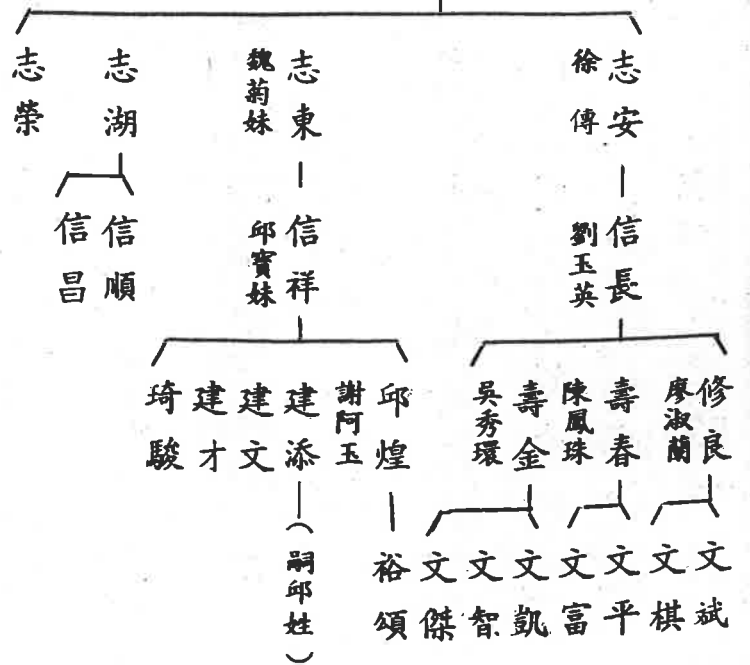 志安
徐傳
志東
魏菊妹
志湖
志榮
信長
劉玉英
信祥
邱寶妹
信順
信昌
修良
廖淑蘭
壽春
陳鳳珠
壽金
吳秀環
邱煌
謝阿玉
建添
建文
建才
琦駿
文斌
文棋
文平
文富
文凱
文智
文傑
裕頌
（嗣邱姓）